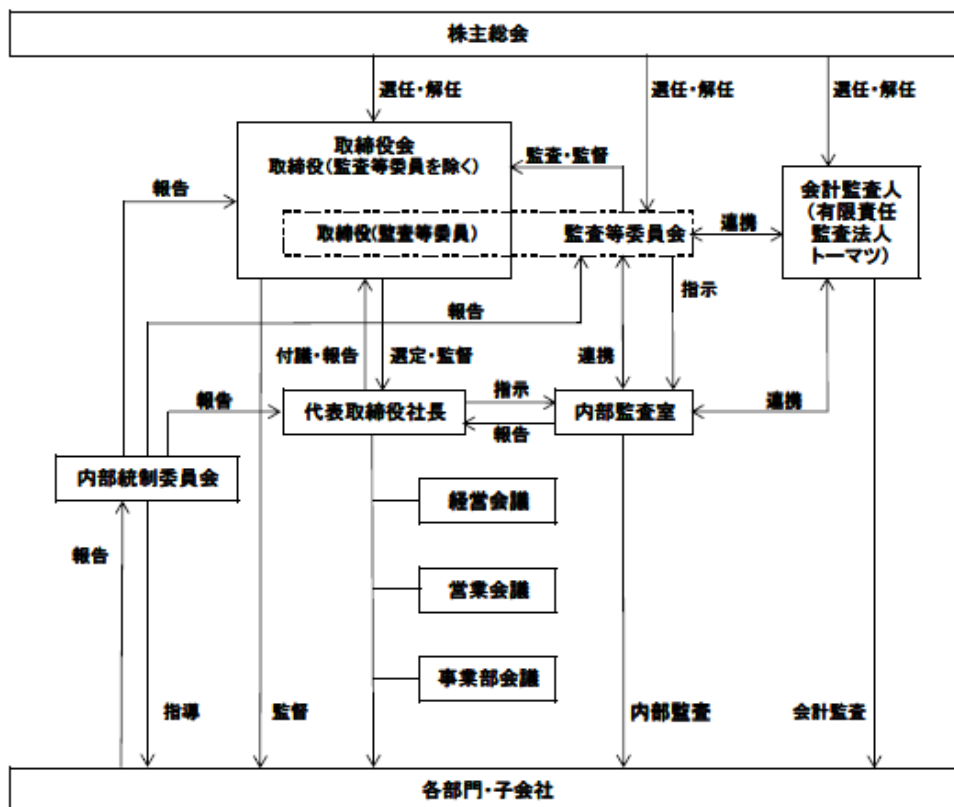 株主総会
選任・解任
選任・解任
選任・解任
取締役会
取締役(監査等委員を除く)
監査・監督
報告
会計監査人
(有限責任
監査法人
トーマツ)
取締役(監査等委員)
監査等委員会
連携
指示
報告
付議・報告
選定・監督
連携
報告
代表取締役社長
指示
報告
内部監査室
連携
内部統制委員会
経営会議
報告
営業会議
事業部会議
指導
監督
内部監査
会計監査
各部門・子会社